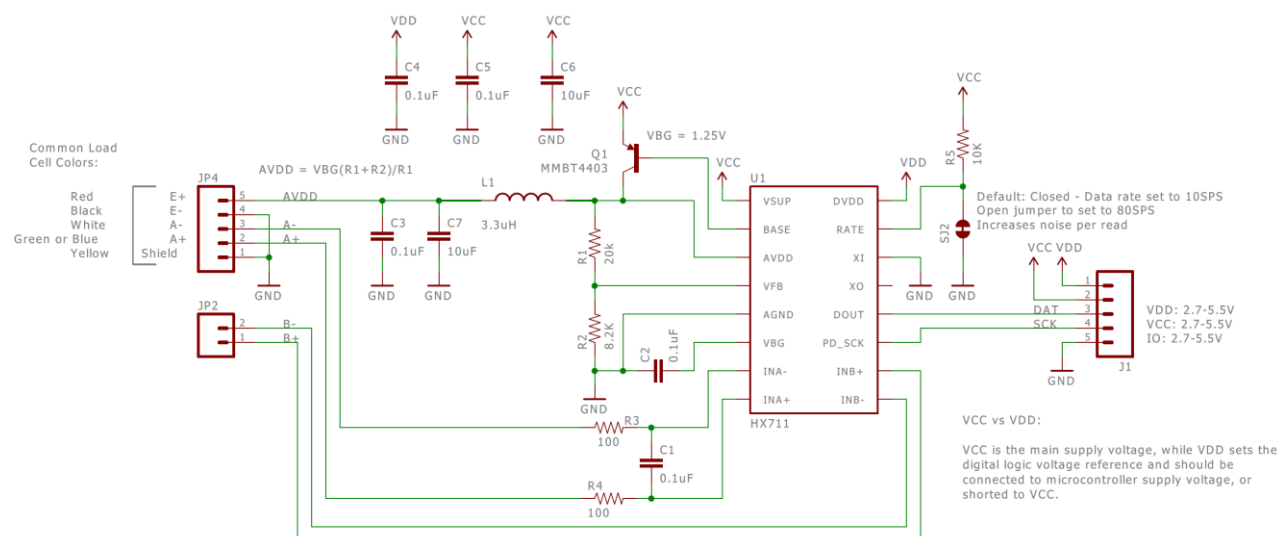 VDD
VCC
VCC
C4
0.1uF
C5
0.1uF
C6
10uF
GND
GND
GND
VCC
VBG = 1.25V
Q1
MMBT4403
VCC
R5
10K
Common Load
Cell Colors:
AVDD = VBG(R1+R2)/R1
VCC
U1
VDD
Default: Closed - Data rate set to 10SPS
Open jumper to set to 80SPS
Increases noise per read
SJ2
JP4
Red E+ 5 AVDD
Black E- 4
White A- 3 A-
Green or Blue A+ 2 A+
Yellow Shield 1
L1
3.3uH
C3
0.1uF
C7
10uF
R1
20k
R2
8.2K
C2
0.1uF
GND
GND
GND
GND
VSUP DVDD
BASE RATE
AVDD XI
VFB XO
AGND DOUT
VBG PD_SCK
INA- INB+
INA+ INB-
HX711
GND
GND
VCC VDD
1
2
DAT 3
SCK 4
5
J1
GND
VDD: 2.7-5.5V
VCC: 2.7-5.5V
IO: 2.7-5.5V
JP2
2 B-
1 B+
R3
100
C1
0.1uF
R4
100
VCC vs VDD:
VCC is the main supply voltage, while VDD sets the
digital logic voltage reference and should be
connected to microcontroller supply voltage, or
shorted to VCC.